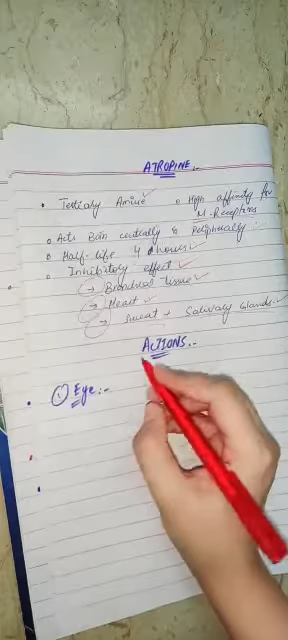 ATROPINE..
• Tertiary Amine ✓ • High affinity for
M-Receptors
• Acts Both centrally & Peripherally.
• Half-life 4 hours ✓
• Inhibitory effect ✓
→ Bronchial tissue ✓
→ Heart ✓
→ Sweat + Salivary glands ✓
ACTIONS..
① Eye:-